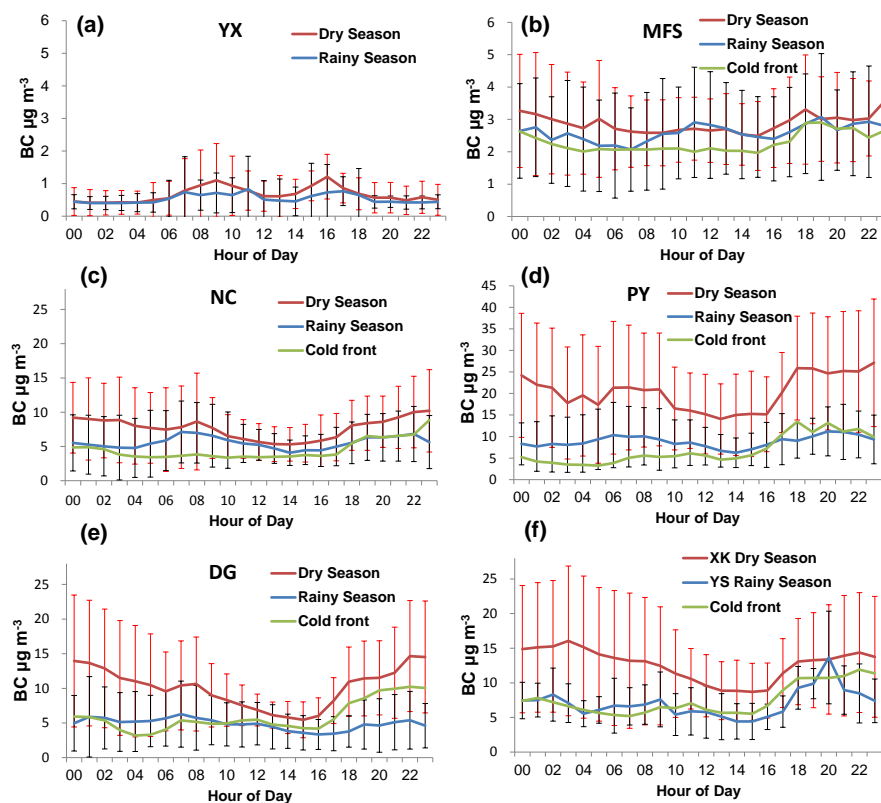 (a)
YX
Dry Season
Rainy Season
BC µg m-3
6
5
4
3
2
1
0
00 02 04 06 08 10 12 14 16 18 20 22
Hour of Day
(b)
MFS
Dry Season
Rainy Season
Cold front
BC µg m-3
6
5
4
3
2
1
0
00 02 04 06 08 10 12 14 16 18 20 22
Hour of Day
(c)
NC
Dry Season
Rainy Season
Cold front
BC µg m-3
25
20
15
10
5
0
00 02 04 06 08 10 12 14 16 18 20 22
Hour of Day
(d)
PY
Dry Season
Rainy Season
Cold front
BC µg m-3
45
40
35
30
25
20
15
10
5
0
00 02 04 06 08 10 12 14 16 18 20 22
Hour of Day
(e)
DG
Dry Season
Rainy Season
Cold front
BC µg m-3
25
20
15
10
5
0
00 02 04 06 08 10 12 14 16 18 20 22
Hour of Day
(f)
XK Dry Season
YS Rainy Season
Cold front
BC µg m-3
25
20
15
10
5
0
00 02 04 06 08 10 12 14 16 18 20 22
Hour of Day